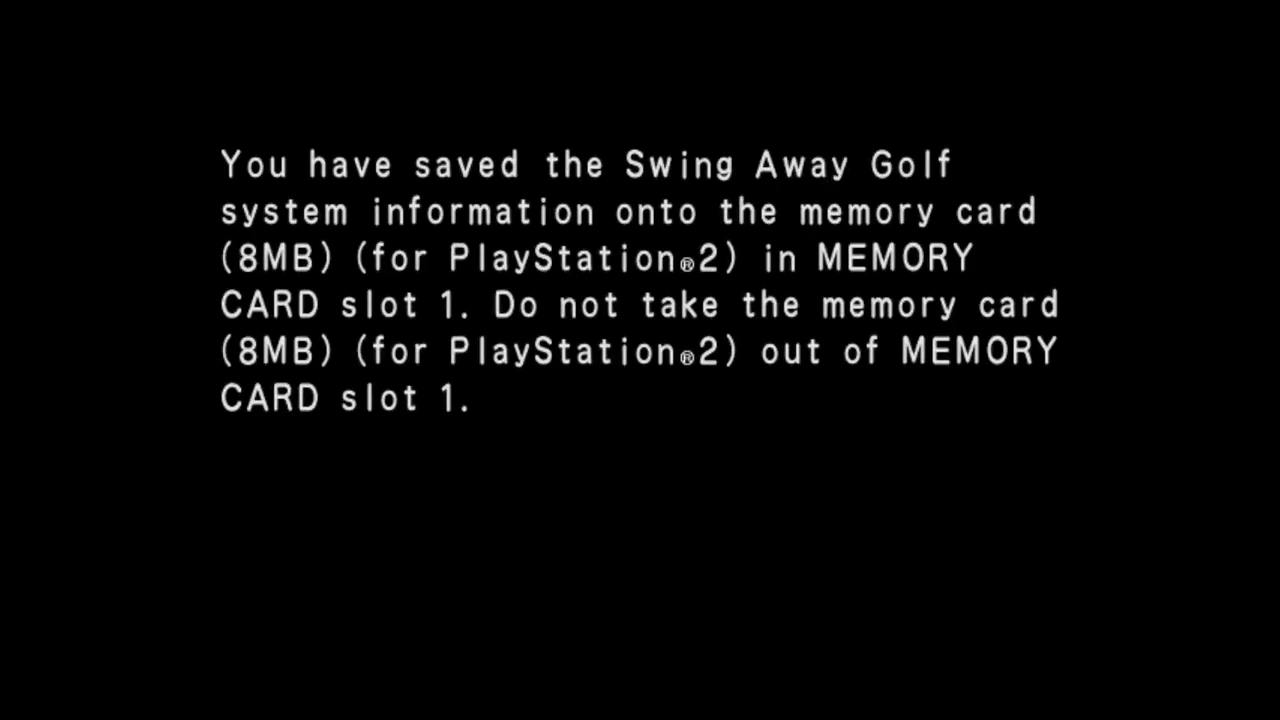 You have saved the Swing Away Golf
system information onto the memory card
(8MB) (for PlayStation®2) in MEMORY
CARD slot 1. Do not take the memory card
(8MB) (for PlayStation®2) out of MEMORY
CARD slot 1.